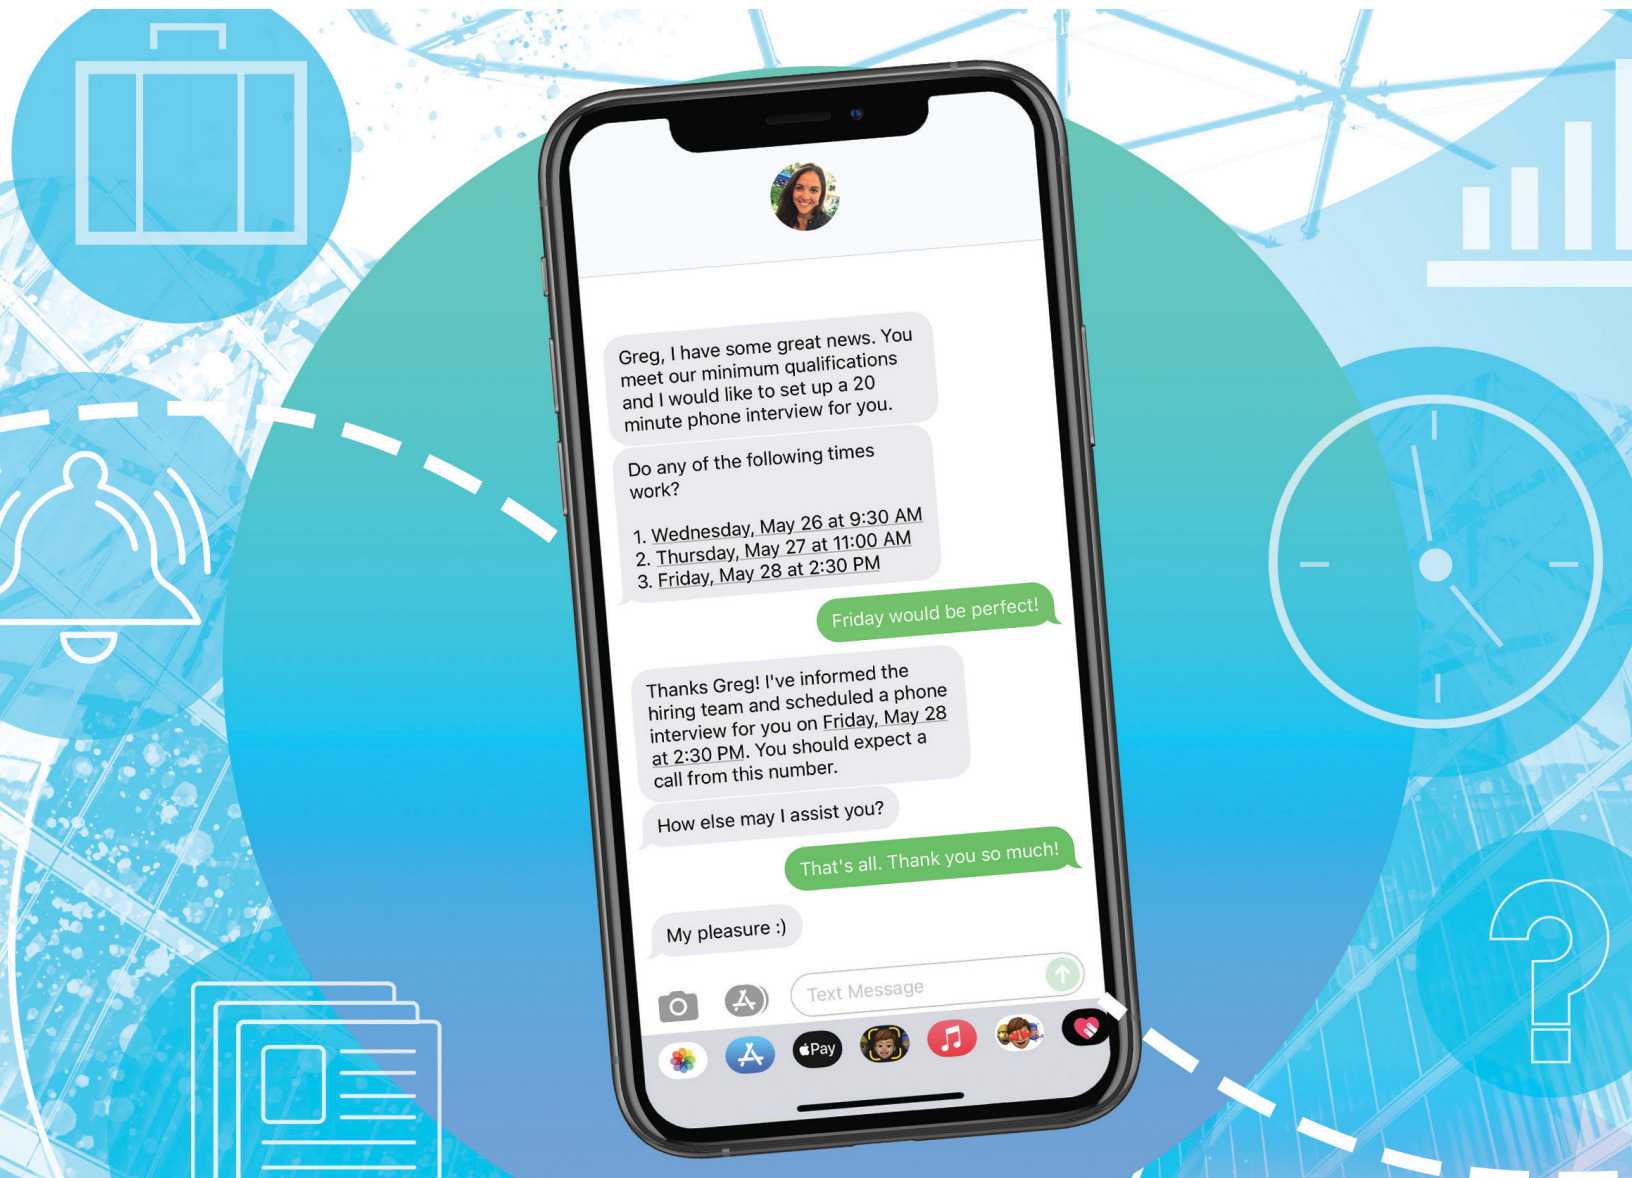 Greg, I have some great news. You
meet our minimum qualifications
and I would like to set up a 20
minute phone interview for you.
Do any of the following times
work?
1. Wednesday, May 26 at 9:30 AM
2. Thursday, May 27 at 11:00 AM
3. Friday, May 28 at 2:30 PM
Friday would be perfect!
Thanks Greg! I've informed the
hiring team and scheduled a phone
interview for you on Friday, May 28
at 2:30 PM. You should expect a
call from this number.
How else may I assist you?
That's all. Thank you so much!
My pleasure :)
Text Message
Pay
?